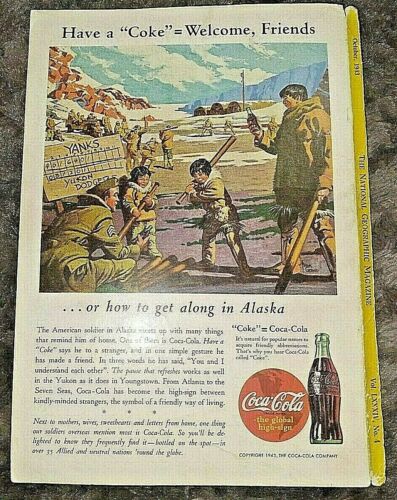 Have a "Coke" = Welcome, Friends
YANKS
YUKON
DODGERS
... or how to get along in Alaska
The American soldier in Alaska meets up with many things
that remind him of home. One of them is Coca-Cola. Have a
"Coke" says he to a stranger, and in one simple gesture he
has made a friend. In three words he has said, "You and I
understand each other". The pause that refreshes works as well
in the Yukon as it does in Youngstown. From Atlanta to the
Seven Seas, Coca-Cola has become the high-sign between
kindly-minded strangers, the symbol of a friendly way of living.
* * *
Next to mothers, wives, sweethearts and letters from home, one thing
our soldiers overseas mention most is Coca-Cola. So you'll be de-
lighted to know they frequently find it—bottled on the spot—in
over 35 Allied and neutral nations 'round the globe.
"Coke" = Coca-Cola
It's natural for popular names to
acquire friendly abbreviations.
That's why you hear Coca-Cola
called "Coke".
Coca-Cola
the global
high-sign
Coca-Cola
COPYRIGHT 1943, THE COCA-COLA COMPANY
October, 1943
THE NATIONAL GEOGRAPHIC MAGAZINE
Vol. LXXXIV No. 4